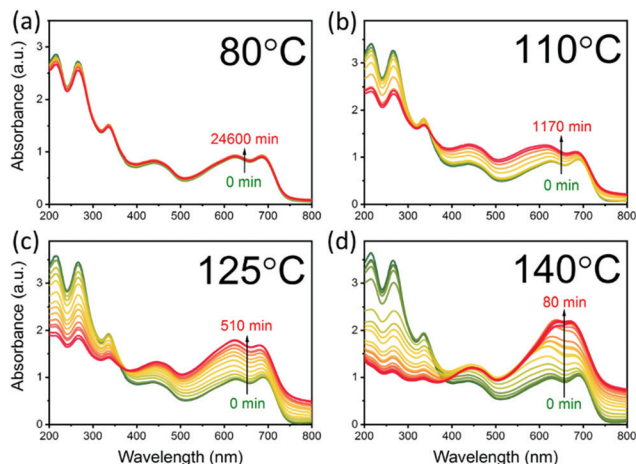 (a) 80°C
24600 min
0 min
Absorbance (a.u.)
0 1 2 3
200 300 400 500 600 700 800
(b) 110°C
1170 min
0 min
0 1 2 3
200 300 400 500 600 700 800
(c) 125°C
510 min
0 min
Absorbance (a.u.)
0 1 2 3
200 300 400 500 600 700 800
Wavelength (nm)
(d) 140°C
80 min
0 min
0 1 2 3
200 300 400 500 600 700 800
Wavelength (nm)